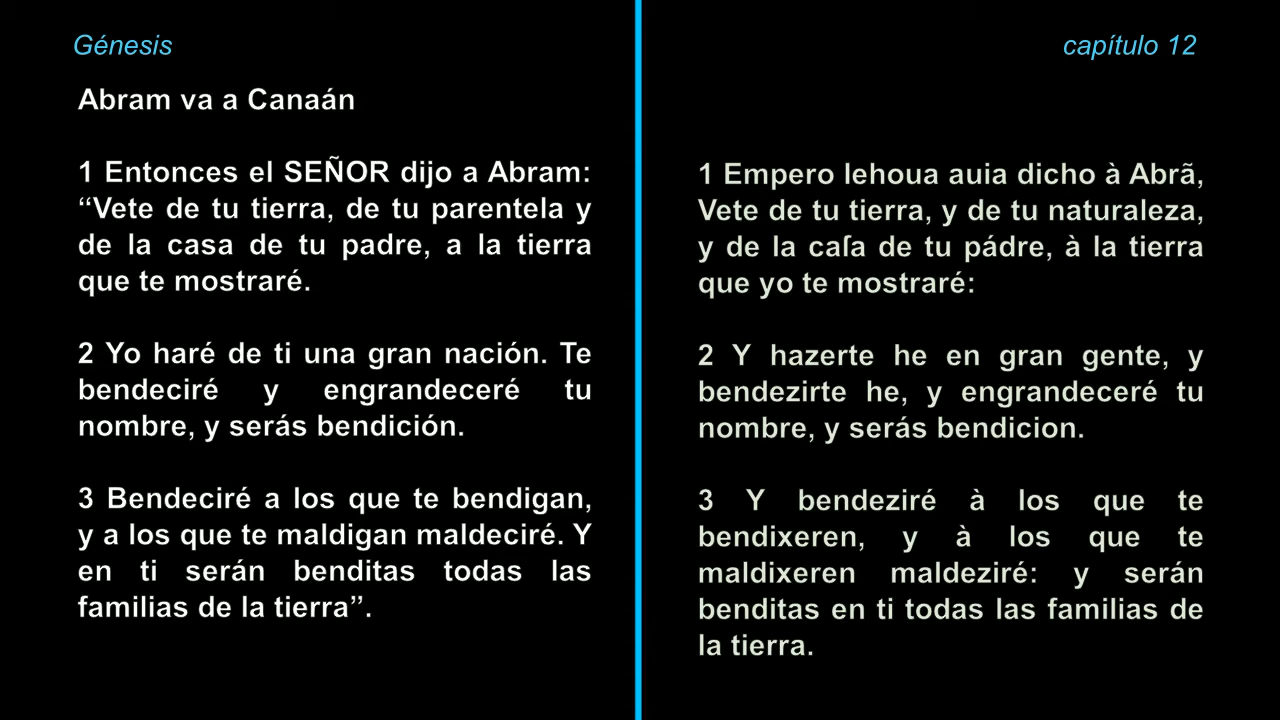 Génesis
capítulo 12
Abram va a Canaán
1 Entonces el SEÑOR dijo a Abram:
“Vete de tu tierra, de tu parentela y
de la casa de tu padre, a la tierra
que te mostraré.
2 Yo haré de ti una gran nación. Te
bendeciré y engrandeceré tu
nombre, y serás bendición.
3 Bendeciré a los que te bendigan,
y a los que te maldigan maldeciré. Y
en ti serán benditas todas las
familias de la tierra”.
1 Empero Iehoua auia dicho à Abrã,
Vete de tu tierra, y de tu naturaleza,
y de la caſa de tu pádre, à la tierra
que yo te mostraré:
2 Y hazerte he en gran gente, y
bendezirte he, y engrandeceré tu
nombre, y serás bendicion.
3 Y bendeziré à los que te
bendixeren, y à los que te
maldixeren maldeziré: y serán
benditas en ti todas las familias de
la tierra.